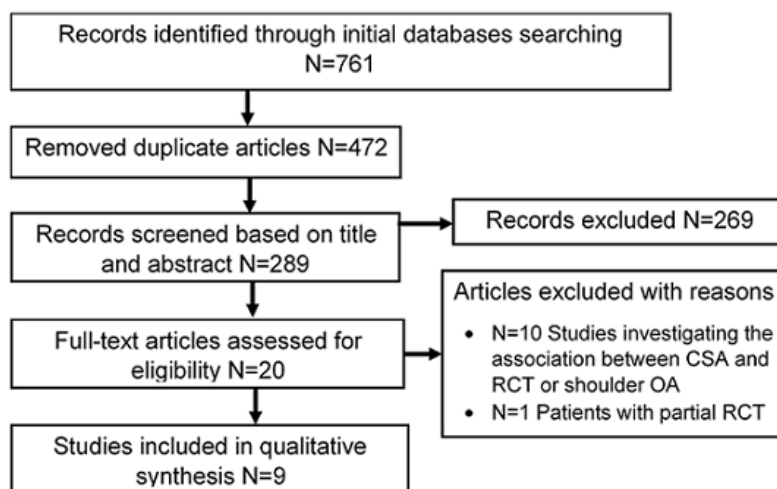 Records identified through initial databases searching
N=761
Removed duplicate articles N=472
Records screened based on title
and abstract N=289
Records excluded N=269
Full-text articles assessed for
eligibility N=20
Articles excluded with reasons
• N=10 Studies investigating the
association between CSA and
RCT or shoulder OA
• N=1 Patients with partial RCT
Studies included in qualitative
synthesis N=9